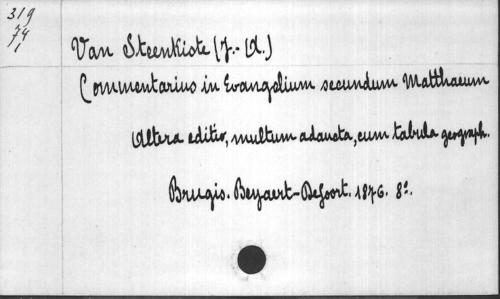 319
74
1
Van Steenkiste (J.-A.)
Commentarius in Evangelium secundum Matthaeum
Altera editio, multum adaucta, cum tabula geograph.
Brugis. Beyaert-Defoort. 1876. 8º.